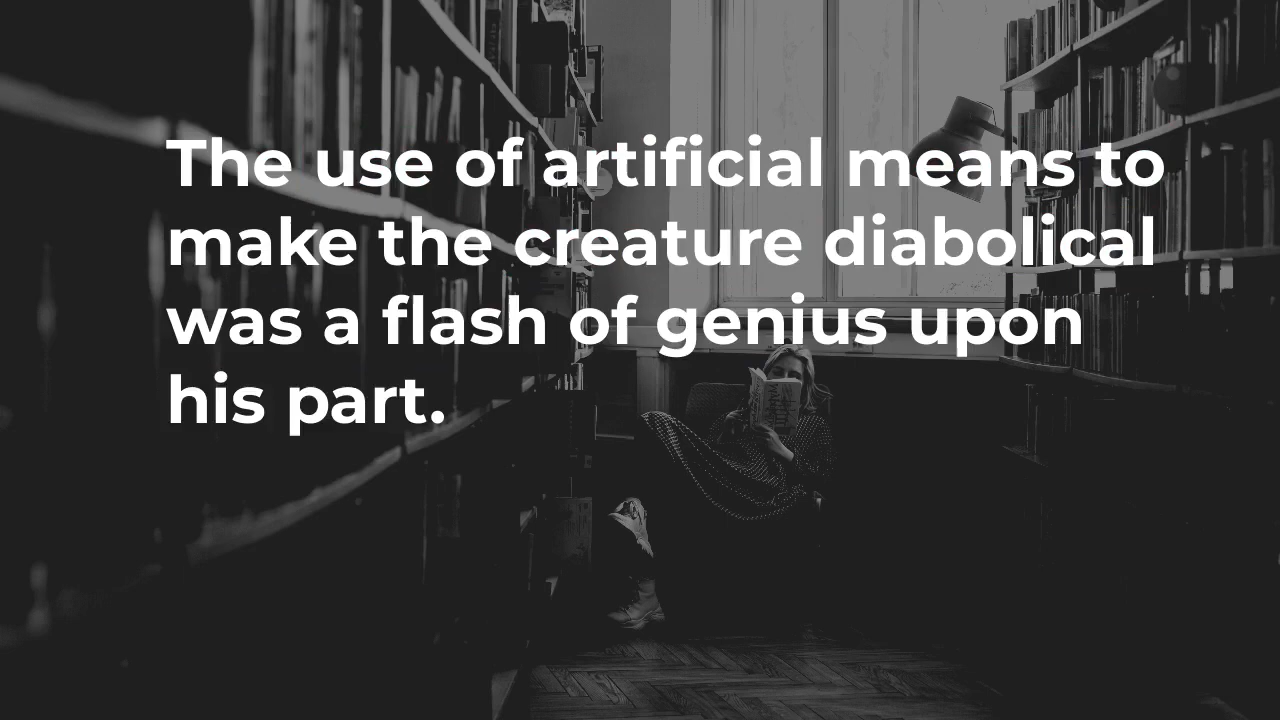 The use of artificial means to
make the creature diabolical
was a flash of genius upon
his part.